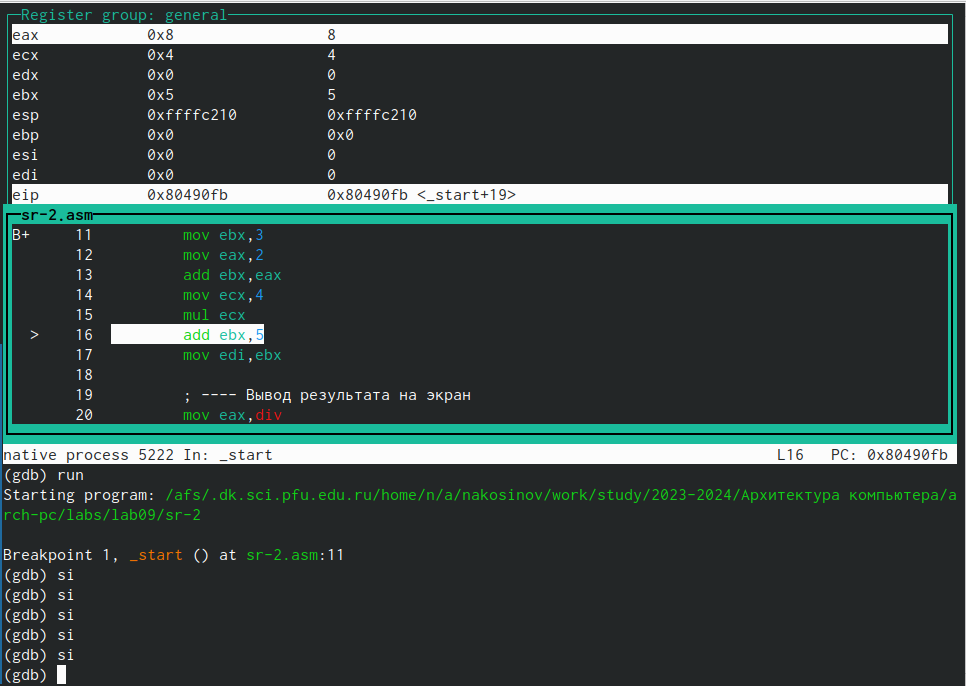 Register group: general
eax 0x8 8
ecx 0x4 4
edx 0x0 0
ebx 0x5 5
esp 0xffffc210 0xffffc210
ebp 0x0 0x0
esi 0x0 0
edi 0x0 0
eip 0x80490fb 0x80490fb <_start+19>
sr-2.asm
B+ 11 mov ebx,3
12 mov eax,2
13 add ebx,eax
14 mov ecx,4
15 mul ecx
> 16 add ebx,5
17 mov edi,ebx
18
19 ; ---- Вывод результата на экран
20 mov eax,div
native process 5222 In: _start L16 PC: 0x80490fb
(gdb) run
Starting program: /afs/.dk.sci.pfu.edu.ru/home/n/a/nakosinov/work/study/2023-2024/Архитектура компьютера/a
rch-pc/labs/lab09/sr-2
Breakpoint 1, _start () at sr-2.asm:11
(gdb) si
(gdb) si
(gdb) si
(gdb) si
(gdb) si
(gdb)